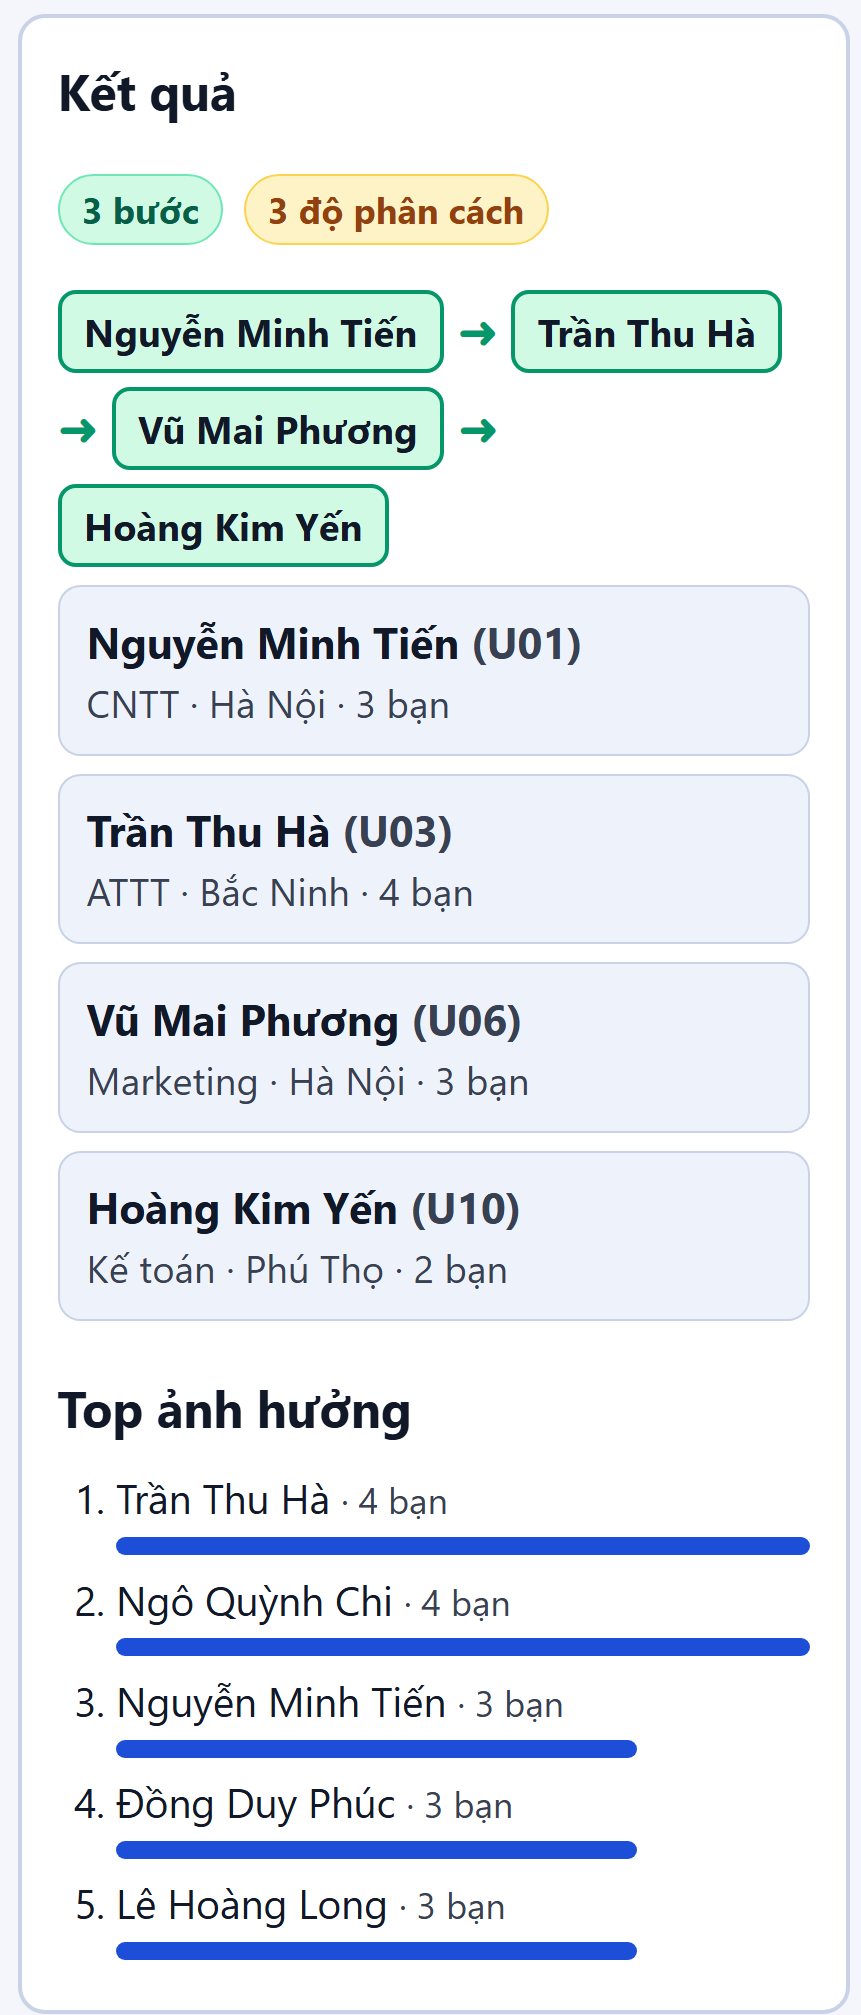 Kết quả
3 bước 3 độ phân cách
Nguyễn Minh Tiến ➜ Trần Thu Hà
➜ Vũ Mai Phương ➜
Hoàng Kim Yến
Nguyễn Minh Tiến (U01)
CNTT · Hà Nội · 3 bạn
Trần Thu Hà (U03)
ATTT · Bắc Ninh · 4 bạn
Vũ Mai Phương (U06)
Marketing · Hà Nội · 3 bạn
Hoàng Kim Yến (U10)
Kế toán · Phú Thọ · 2 bạn
Top ảnh hưởng
1. Trần Thu Hà · 4 bạn
2. Ngô Quỳnh Chi · 4 bạn
3. Nguyễn Minh Tiến · 3 bạn
4. Đồng Duy Phúc · 3 bạn
5. Lê Hoàng Long · 3 bạn